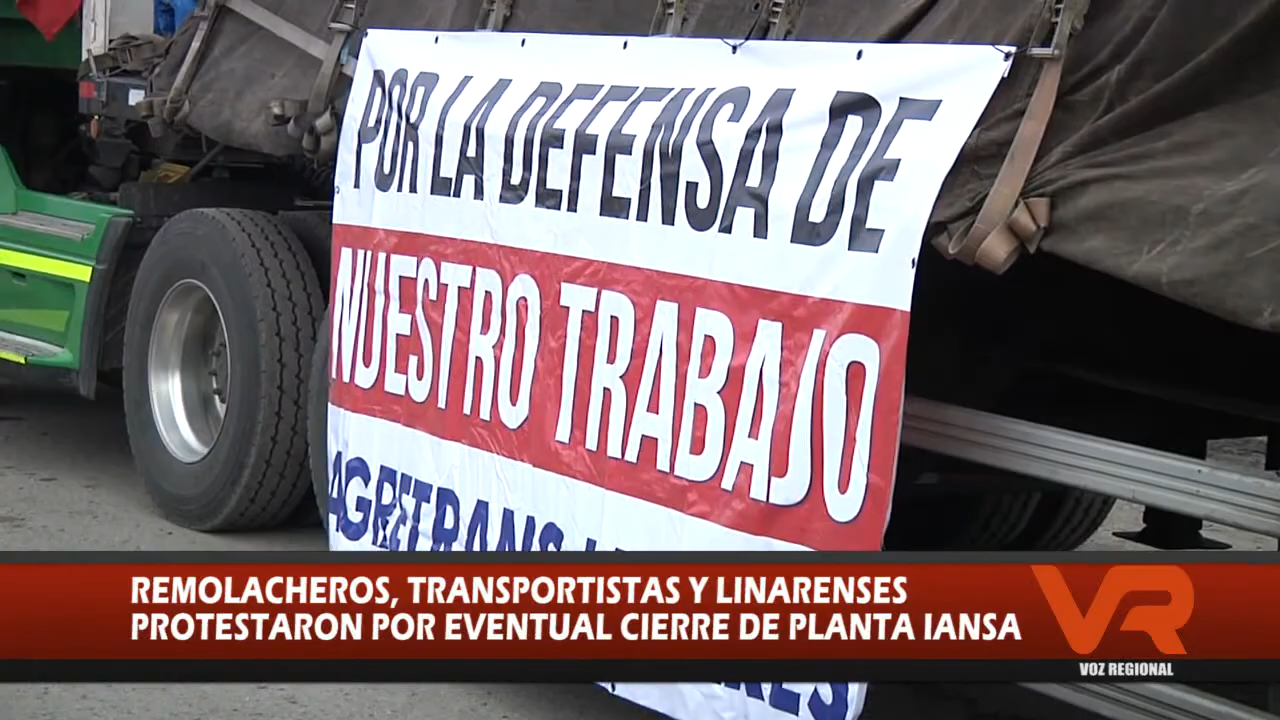 POR LA DEFENSA DE
NUESTRO TRABAJO
AGRETRANS
REMOLACHEROS, TRANSPORTISTAS Y LINARENSES
PROTESTARON POR EVENTUAL CIERRE DE PLANTA IANSA
VR
VOZ REGIONAL